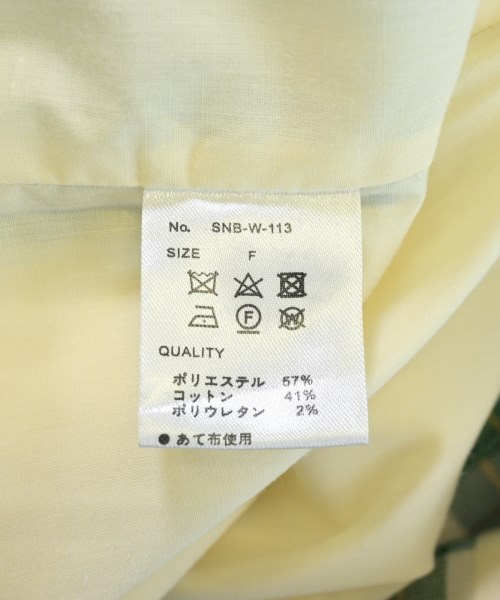 No. SNB-W-113
SIZE F
F
W
QUALITY
ポリエステル 57%
コットン 41%
ポリウレタン 2%
● あて布使用